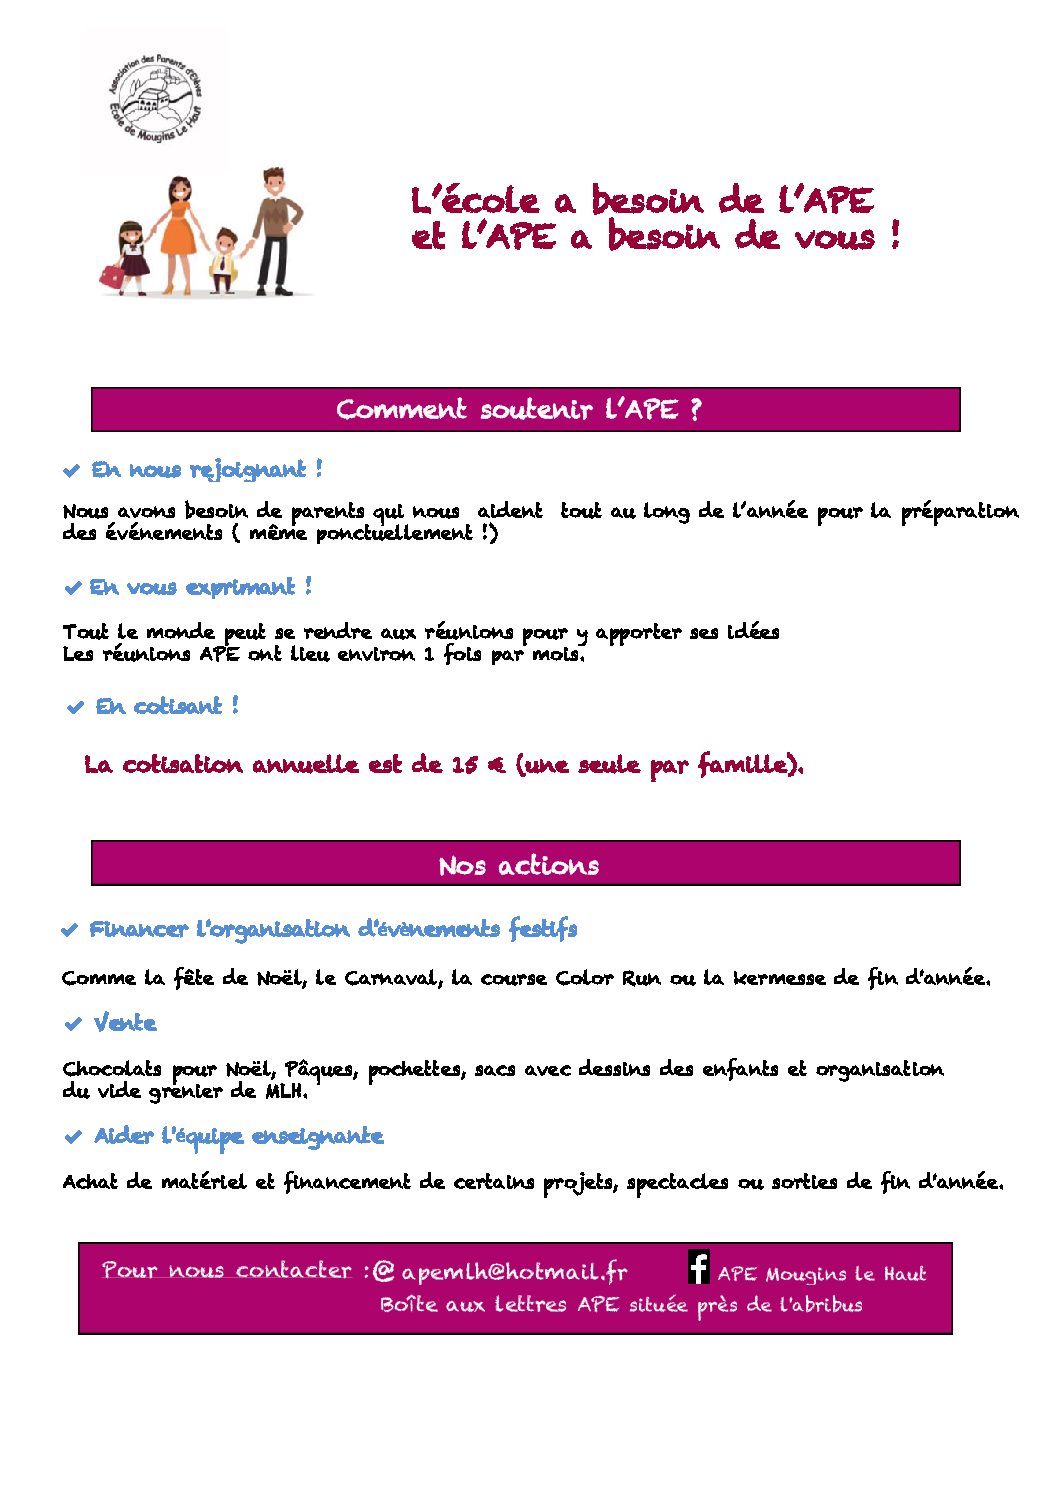 Association des Parents d'Elèves
Ecole de Mougins Le Haut
L'école a besoin de l'APE
et l'APE a besoin de vous !
Comment soutenir l'APE ?
En nous rejoignant !
Nous avons besoin de parents qui nous aident tout au long de l'année pour la préparation
des événements ( même ponctuellement !)
En vous exprimant !
Tout le monde peut se rendre aux réunions pour y apporter ses idées
Les réunions APE ont lieu environ 1 fois par mois.
En cotisant !
La cotisation annuelle est de 15 € (une seule par famille).
Nos actions
Financer l'organisation d'évènements festifs
Comme la fête de Noël, le Carnaval, la course Color Run ou la kermesse de fin d'année.
Vente
Chocolats pour Noël, Pâques, pochettes, sacs avec dessins des enfants et organisation
du vide grenier de MLH.
Aider l'équipe enseignante
Achat de matériel et financement de certains projets, spectacles ou sorties de fin d'année.
Pour nous contacter :@ apemlh@hotmail.fr f APE Mougins le Haut
Boîte aux lettres APE située près de l'abribus